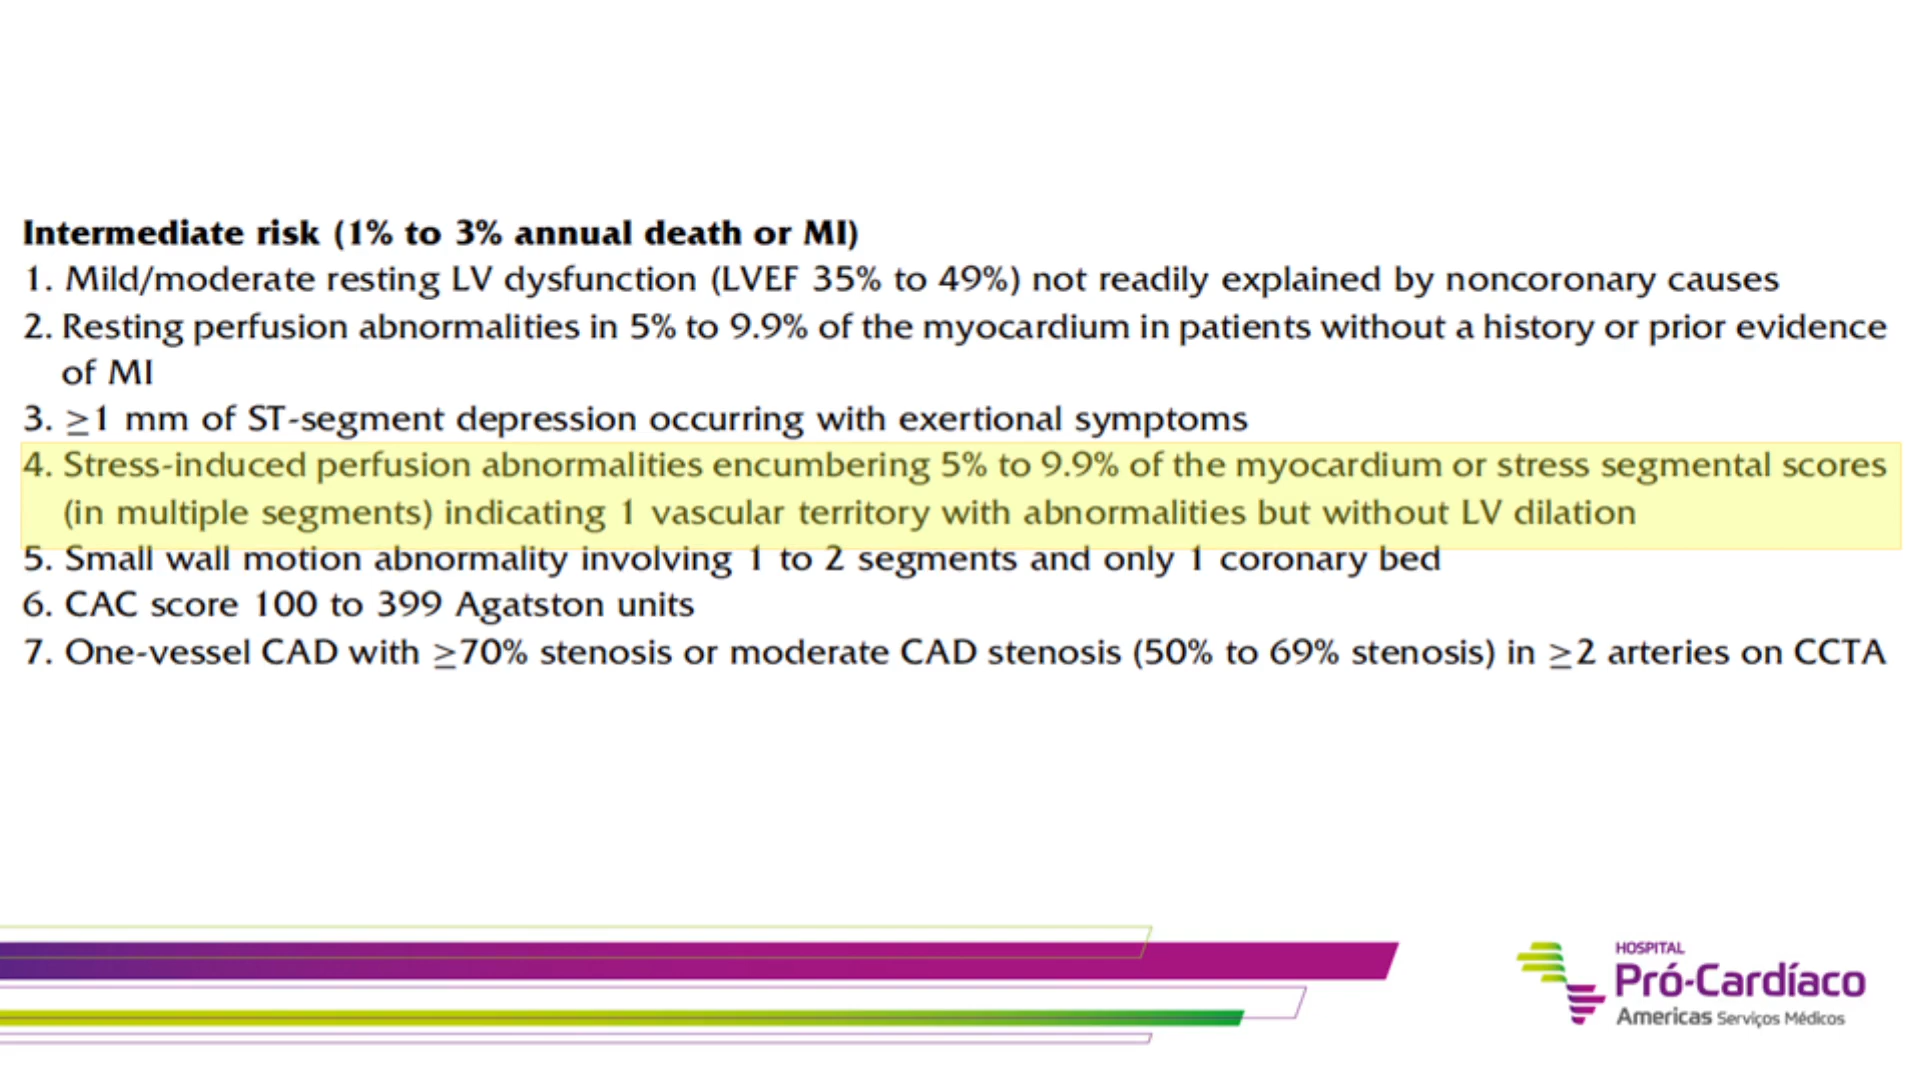 Intermediate risk (1% to 3% annual death or MI)
1. Mild/moderate resting LV dysfunction (LVEF 35% to 49%) not readily explained by noncoronary causes
2. Resting perfusion abnormalities in 5% to 9.9% of the myocardium in patients without a history or prior evidence
of MI
3. ≥1 mm of ST-segment depression occurring with exertional symptoms
4. Stress-induced perfusion abnormalities encumbering 5% to 9.9% of the myocardium or stress segmental scores
(in multiple segments) indicating 1 vascular territory with abnormalities but without LV dilation
5. Small wall motion abnormality involving 1 to 2 segments and only 1 coronary bed
6. CAC score 100 to 399 Agatston units
7. One-vessel CAD with ≥70% stenosis or moderate CAD stenosis (50% to 69% stenosis) in ≥2 arteries on CCTA
HOSPITAL
Pró-Cardíaco
Americas Serviços Médicos